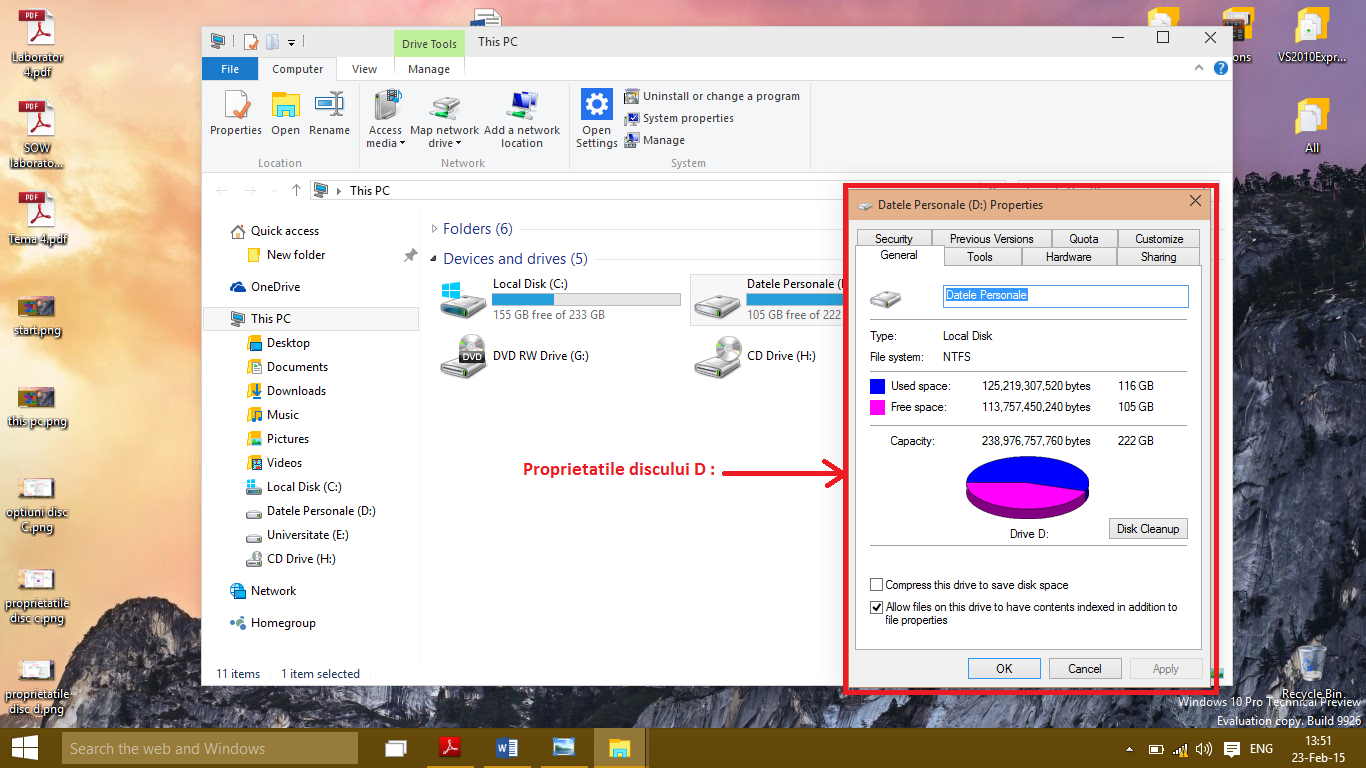 Laborator
4.pdf
SOW
laborato...
Tema 4.pdf
start.png
this pc.png
optiuni disc
C.png
proprietatile
disc c.png
proprietatile
disc d.png
VS2010Expr...
All
Recycle Bin
Drive Tools
This PC
File
Computer
View
Manage
Properties
Open
Rename
Location
Access
media
Map network
drive
Add a network
location
Network
Open
Settings
Uninstall or change a program
System properties
Manage
System
This PC
Quick access
New folder
OneDrive
This PC
Desktop
Documents
Downloads
Music
Pictures
Videos
Local Disk (C:)
Datele Personale (D:)
Universitate (E:)
CD Drive (H:)
Network
Homegroup
Folders (6)
Devices and drives (5)
Local Disk (C:)
155 GB free of 233 GB
Datele Personale
105 GB free of 222
DVD RW Drive (G:)
CD Drive (H:)
Proprietatile discului D :
11 items
1 item selected
Datele Personale (D:) Properties
Security
Previous Versions
Quota
Customize
General
Tools
Hardware
Sharing
Datele Personale
Type: Local Disk
File system: NTFS
Used space: 125,219,307,520 bytes 116 GB
Free space: 113,757,450,240 bytes 105 GB
Capacity: 238,976,757,760 bytes 222 GB
Drive D:
Disk Cleanup
Compress this drive to save disk space
Allow files on this drive to have contents indexed in addition to
file properties
OK
Cancel
Apply
Windows 10 Pro Technical Preview
Evaluation copy. Build 9926
Search the web and Windows
ENG
13:51
23-Feb-15